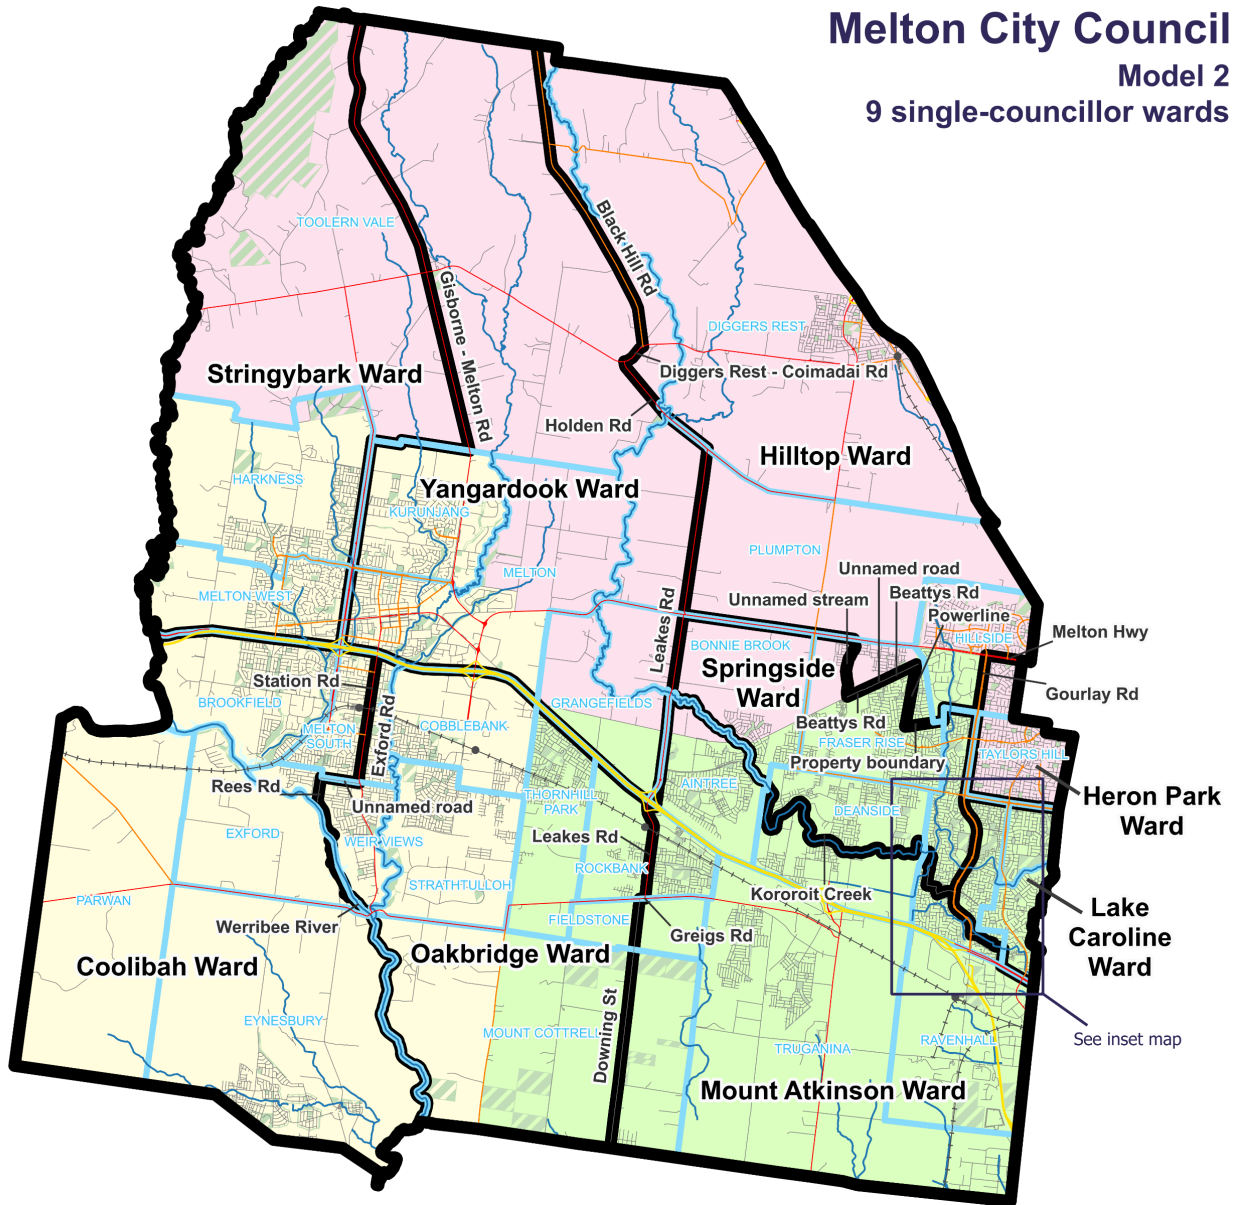 Melton City Council
Model 2
9 single-councillor wards
TOOLERN VALE
Black Hill Rd
Gisborne - Melton Rd
DIGGERS REST
Stringybark Ward
Diggers Rest - Coimadai Rd
Holden Rd
Hilltop Ward
HARKNESS
Yangardook Ward
KURUNJANG
PLUMPTON
MELTON
Unnamed road
MELTON WEST
Unnamed stream
Beattys Rd
Powerline
Leakes Rd
Melton Hwy
BONNIE BROOK
HILLSIDE
Springside
Ward
Station Rd
Gourlay Rd
BROOKFIELD
GRANGEFIELDS
Exford Rd
COBBLEBANK
Beattys Rd
MELTON
SOUTH
FRASER RISE
TAYLORS HILL
Property boundary
Rees Rd
AINTREE
Heron Park
Ward
THORNHILL
PARK
Unnamed road
DEANSIDE
EXFORD
WEIR VIEWS
Leakes Rd
ROCKBANK
STRATHTULLOH
Kororoit Creek
PARWAN
Lake
Caroline
Ward
FIELDSTONE
Werribee River
Greigs Rd
Oakbridge Ward
Coolibah Ward
EYNESBURY
MOUNT COTTRELL
Downing St
TRUGANINA
RAVENHALL
See inset map
Mount Atkinson Ward